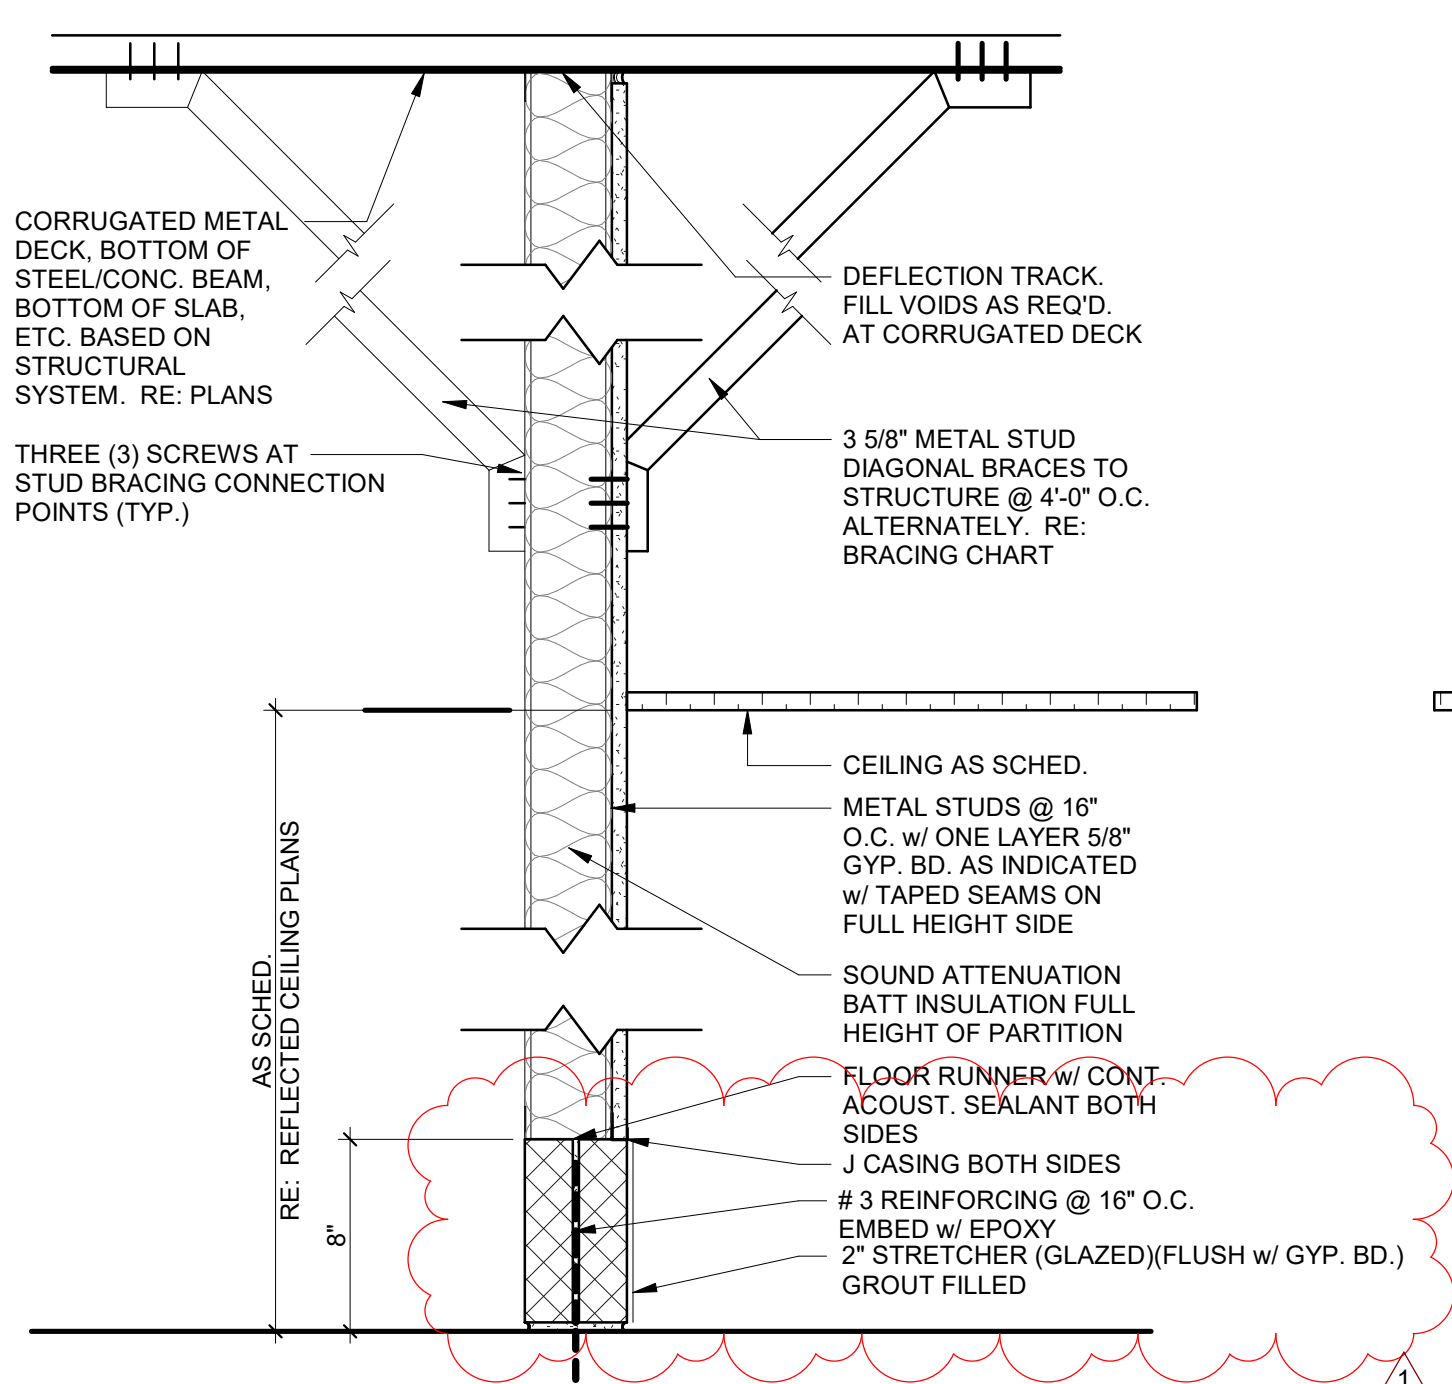 CORRUGATED METAL
DECK, BOTTOM OF
STEEL/CONC. BEAM,
BOTTOM OF SLAB,
ETC. BASED ON
STRUCTURAL
SYSTEM. RE: PLANS
THREE (3) SCREWS AT
STUD BRACING CONNECTION
POINTS (TYP.)
DEFLECTION TRACK.
FILL VOIDS AS REQ'D.
AT CORRUGATED DECK
3 5/8" METAL STUD
DIAGONAL BRACES TO
STRUCTURE @ 4'-0" O.C.
ALTERNATELY. RE:
BRACING CHART
CEILING AS SCHED.
METAL STUDS @ 16"
O.C. w/ ONE LAYER 5/8"
GYP. BD. AS INDICATED
w/ TAPED SEAMS ON
FULL HEIGHT SIDE
SOUND ATTENUATION
BATT INSULATION FULL
HEIGHT OF PARTITION
FLOOR RUNNER w/ CONT.
ACOUST. SEALANT BOTH
SIDES
J CASING BOTH SIDES
# 3 REINFORCING @ 16" O.C.
EMBED w/ EPOXY
2" STRETCHER (GLAZED)(FLUSH w/ GYP. BD.)
GROUT FILLED
AS SCHED.
RE: REFLECTED CEILING PLANS
8"
1